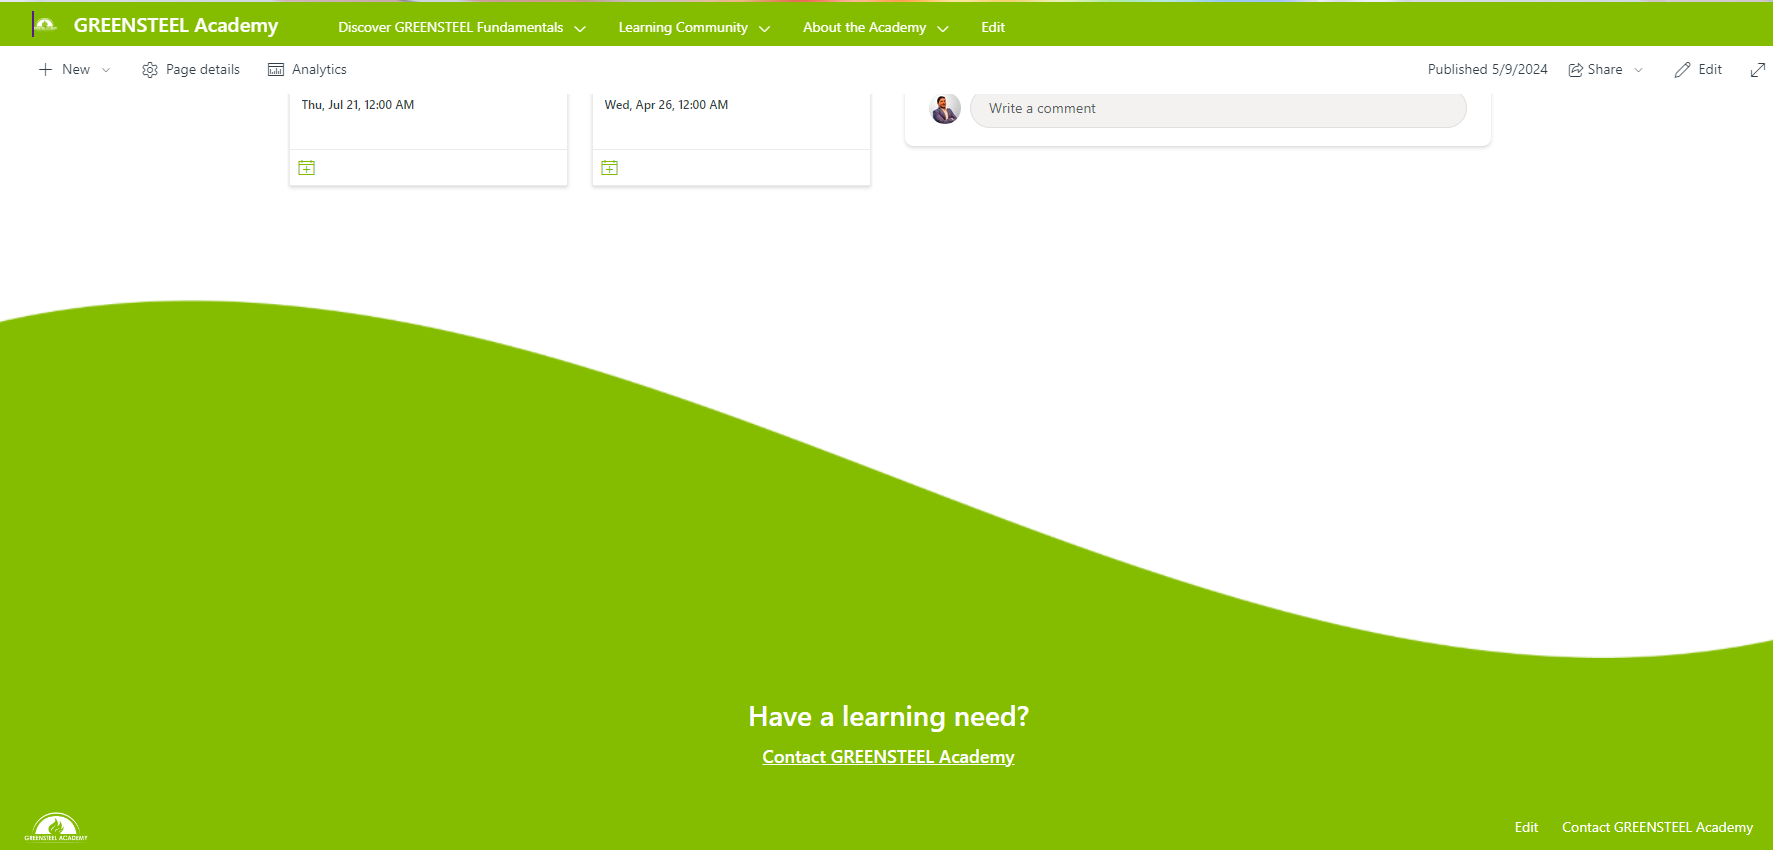 GREENSTEEL Academy
Discover GREENSTEEL Fundamentals
Learning Community
About the Academy
Edit
New
Page details
Analytics
Published 5/9/2024
Share
Edit
Thu, Jul 21, 12:00 AM
Wed, Apr 26, 12:00 AM
Write a comment
Have a learning need?
Contact GREENSTEEL Academy
GREENSTEEL ACADEMY
Edit
Contact GREENSTEEL Academy